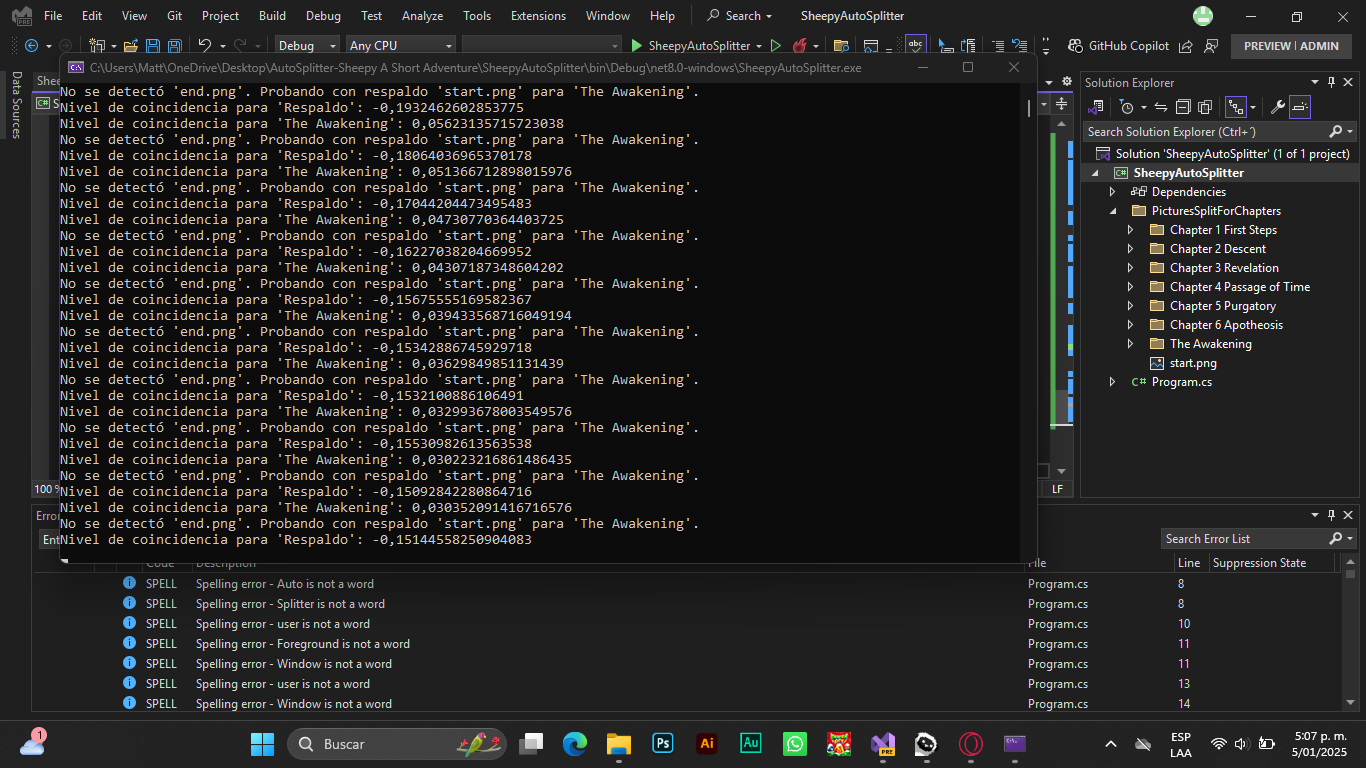 File Edit View Git Project Build Debug Test Analyze Tools Extensions Window Help Search SheepyAutoSplitter
Debug Any CPU SheepyAutoSplitter abc GitHub Copilot PREVIEW | ADMIN
Data Sources
C:\Users\Matt\OneDrive\Desktop\AutoSplitter-Sheepy A Short Adventure\SheepyAutoSplitter\bin\Debug\net8.0-windows\SheepyAutoSplitter.exe
No se detectó 'end.png'. Probando con respaldo 'start.png' para 'The Awakening'.
Nivel de coincidencia para 'Respaldo': -0,1932462602853775
Nivel de coincidencia para 'The Awakening': 0,05623135715723038
No se detectó 'end.png'. Probando con respaldo 'start.png' para 'The Awakening'.
Nivel de coincidencia para 'Respaldo': -0,18064036965370178
Nivel de coincidencia para 'The Awakening': 0,051366712898015976
No se detectó 'end.png'. Probando con respaldo 'start.png' para 'The Awakening'.
Nivel de coincidencia para 'Respaldo': -0,17044204473495483
Nivel de coincidencia para 'The Awakening': 0,04730770364403725
No se detectó 'end.png'. Probando con respaldo 'start.png' para 'The Awakening'.
Nivel de coincidencia para 'Respaldo': -0,16227038204669952
Nivel de coincidencia para 'The Awakening': 0,04307187348604202
No se detectó 'end.png'. Probando con respaldo 'start.png' para 'The Awakening'.
Nivel de coincidencia para 'Respaldo': -0,15675555169582367
Nivel de coincidencia para 'The Awakening': 0,039433568716049194
No se detectó 'end.png'. Probando con respaldo 'start.png' para 'The Awakening'.
Nivel de coincidencia para 'Respaldo': -0,15342886745929718
Nivel de coincidencia para 'The Awakening': 0,03629849851131439
No se detectó 'end.png'. Probando con respaldo 'start.png' para 'The Awakening'.
Nivel de coincidencia para 'Respaldo': -0,1532100886106491
Nivel de coincidencia para 'The Awakening': 0,032993678003549576
No se detectó 'end.png'. Probando con respaldo 'start.png' para 'The Awakening'.
Nivel de coincidencia para 'Respaldo': -0,15530982613563538
Nivel de coincidencia para 'The Awakening': 0,030223216861486435
No se detectó 'end.png'. Probando con respaldo 'start.png' para 'The Awakening'.
Nivel de coincidencia para 'Respaldo': -0,15092842280864716
Nivel de coincidencia para 'The Awakening': 0,030352091416716576
No se detectó 'end.png'. Probando con respaldo 'start.png' para 'The Awakening'.
Nivel de coincidencia para 'Respaldo': -0,15144558250904083
100 %
LF
Solution Explorer
Search Solution Explorer (Ctrl+´)
Solution 'SheepyAutoSplitter' (1 of 1 project)
C# SheepyAutoSplitter
Dependencies
PicturesSplitForChapters
Chapter 1 First Steps
Chapter 2 Descent
Chapter 3 Revelation
Chapter 4 Passage of Time
Chapter 5 Purgatory
Chapter 6 Apotheosis
The Awakening
start.png
C# Program.cs
Search Error List
Code Description File Line Suppression State
SPELL Spelling error - Auto is not a word Program.cs 8
SPELL Spelling error - Splitter is not a word Program.cs 8
SPELL Spelling error - user is not a word Program.cs 10
SPELL Spelling error - Foreground is not a word Program.cs 11
SPELL Spelling error - Window is not a word Program.cs 11
SPELL Spelling error - user is not a word Program.cs 13
SPELL Spelling error - Window is not a word Program.cs 14
1 Buscar Ps Ai Au PRE ESP 5:07 p. m.
LAA 5/01/2025